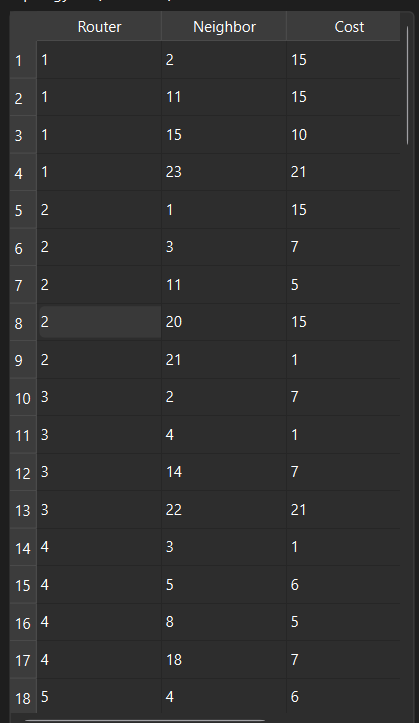 Router Neighbor Cost
1 1 2 15
2 1 11 15
3 1 15 10
4 1 23 21
5 2 1 15
6 2 3 7
7 2 11 5
8 2 20 15
9 2 21 1
10 3 2 7
11 3 4 1
12 3 14 7
13 3 22 21
14 4 3 1
15 4 5 6
16 4 8 5
17 4 18 7
18 5 4 6